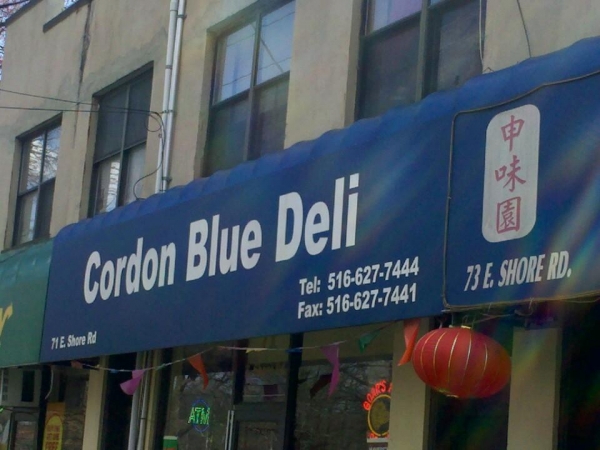 Cordon Blue Deli
Tel: 516-627-7444
Fax: 516-627-7441
71 E. Shore Rd
申味園
73 E. SHORE RD.
ATM